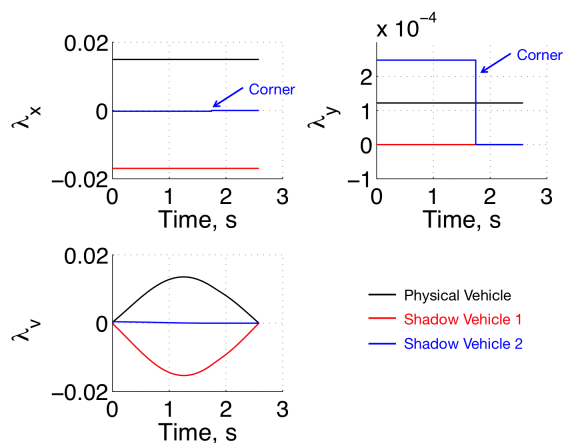 0.02
0
−0.02
λx
Corner
0
1
2
3
Time, s
x 10−4
2
1
0
−1
λy
Corner
0
1
2
3
Time, s
0.02
0
−0.02
λv
0
1
2
3
Time, s
Physical Vehicle
Shadow Vehicle 1
Shadow Vehicle 2